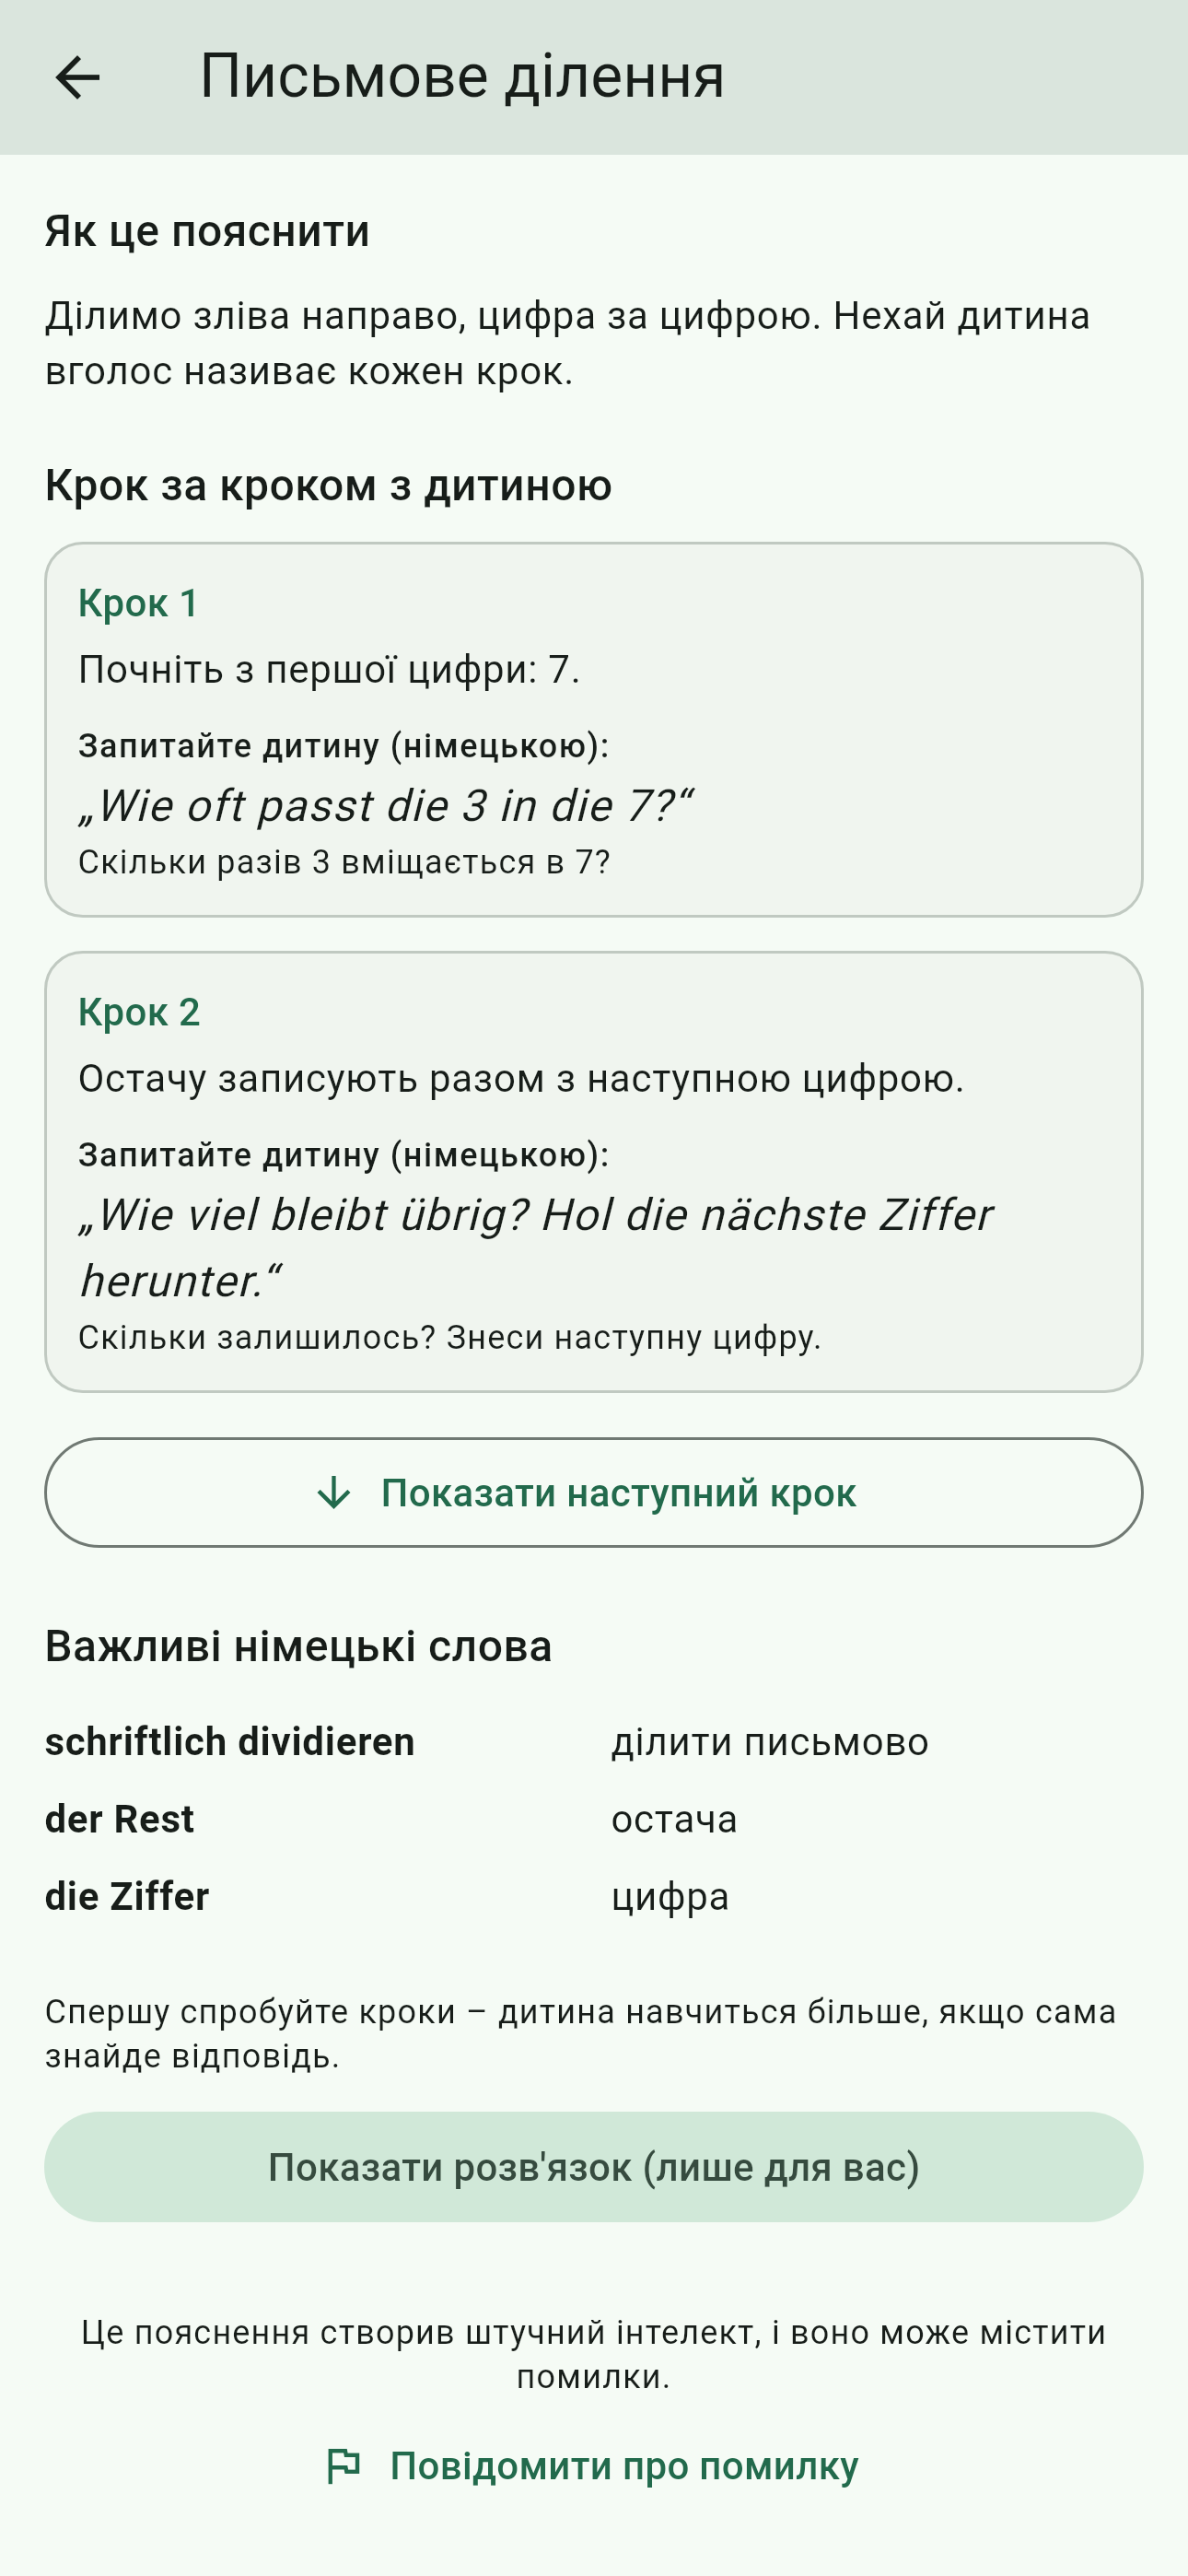 Письмове ділення
Як це пояснити
Ділимо зліва направо, цифра за цифрою. Нехай дитина
вголос називає кожен крок.
Крок за кроком з дитиною
Крок 1
Почніть з першої цифри: 7.
Запитайте дитину (німецькою):
„Wie oft passt die 3 in die 7?“
Скільки разів 3 вміщається в 7?
Крок 2
Остачу записують разом з наступною цифрою.
Запитайте дитину (німецькою):
„Wie viel bleibt übrig? Hol die nächste Ziffer
herunter.“
Скільки залишилось? Знеси наступну цифру.
Показати наступний крок
Важливі німецькі слова
schriftlich dividieren ділити письмово
der Rest остача
die Ziffer цифра
Спершу спробуйте кроки – дитина навчиться більше, якщо сама
знайде відповідь.
Показати розв'язок (лише для вас)
Це пояснення створив штучний інтелект, і воно може містити
помилки.
Повідомити про помилку